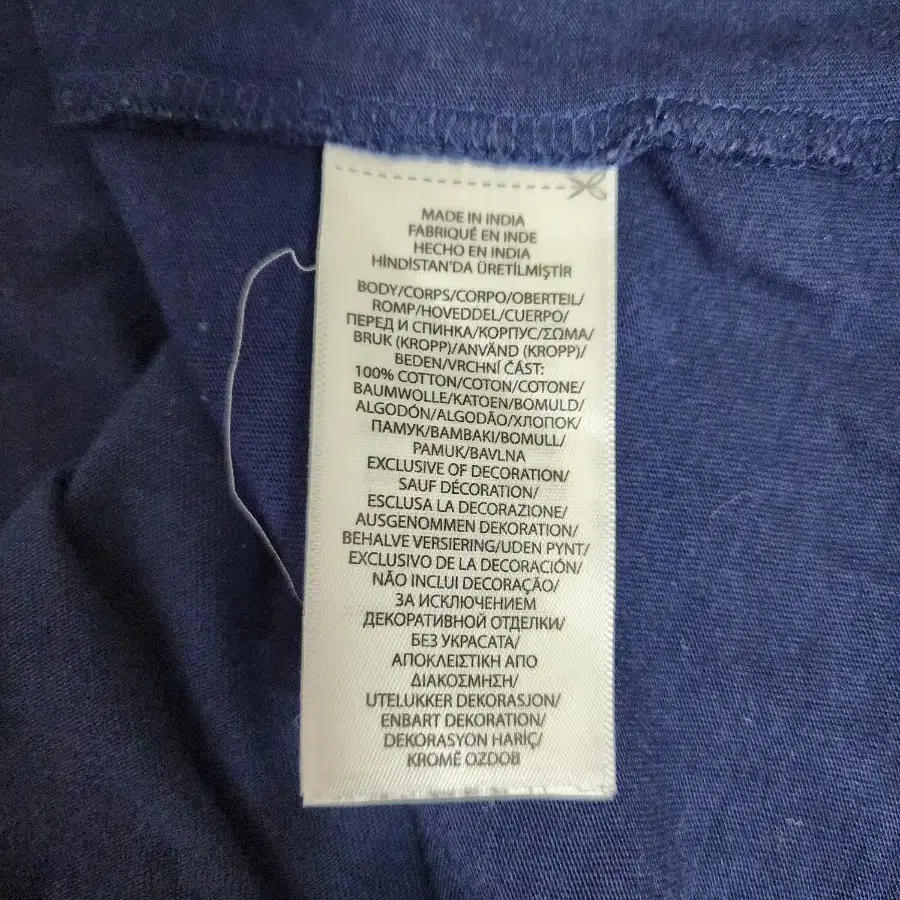 MADE IN INDIA
FABRIQUÉ EN INDE
HECHO EN INDIA
HİNDİSTAN'DA ÜRETİLMİŞTİR
BODY/CORPS/CORPO/OBERTEIL/
ROMP/HOVEDDEL/CUERPO/
ПЕРЕД И СПИНКА/КОРПУС/ΣΩΜΑ/
BRUK (KROPP)/ANVÄND (KROPP)/
BEDEN/VRCHNÍ ČÁST:
100% COTTON/COTON/COTONE/
BAUMWOLLE/KATOEN/BOMULD/
ALGODÓN/ALGODÃO/ХЛОПОК/
ПАМУК/ΒΑΜΒΑΚΙ/BOMULL/
PAMUK/BAVLNA
EXCLUSIVE OF DECORATION/
SAUF DÉCORATION/
ESCLUSA LA DECORAZIONE/
AUSGENOMMEN DEKORATION/
BEHALVE VERSIERING/UDEN PYNT/
EXCLUSIVO DE LA DECORACIÓN/
NÃO INCLUI DECORAÇÃO/
ЗА ИСКЛЮЧЕНИЕМ
ДЕКОРАТИВНОЙ ОТДЕЛКИ/
БЕЗ УКРАСАТА/
ΑΠΟΚΛΕΙΣΤΙΚΗ ΑΠΟ
ΔΙΑΚΟΣΜΗΣΗ/
UTELUKKER DEKORASJON/
ENBART DEKORATION/
DEKORASYON HARİÇ/
KROMĚ OZDOB